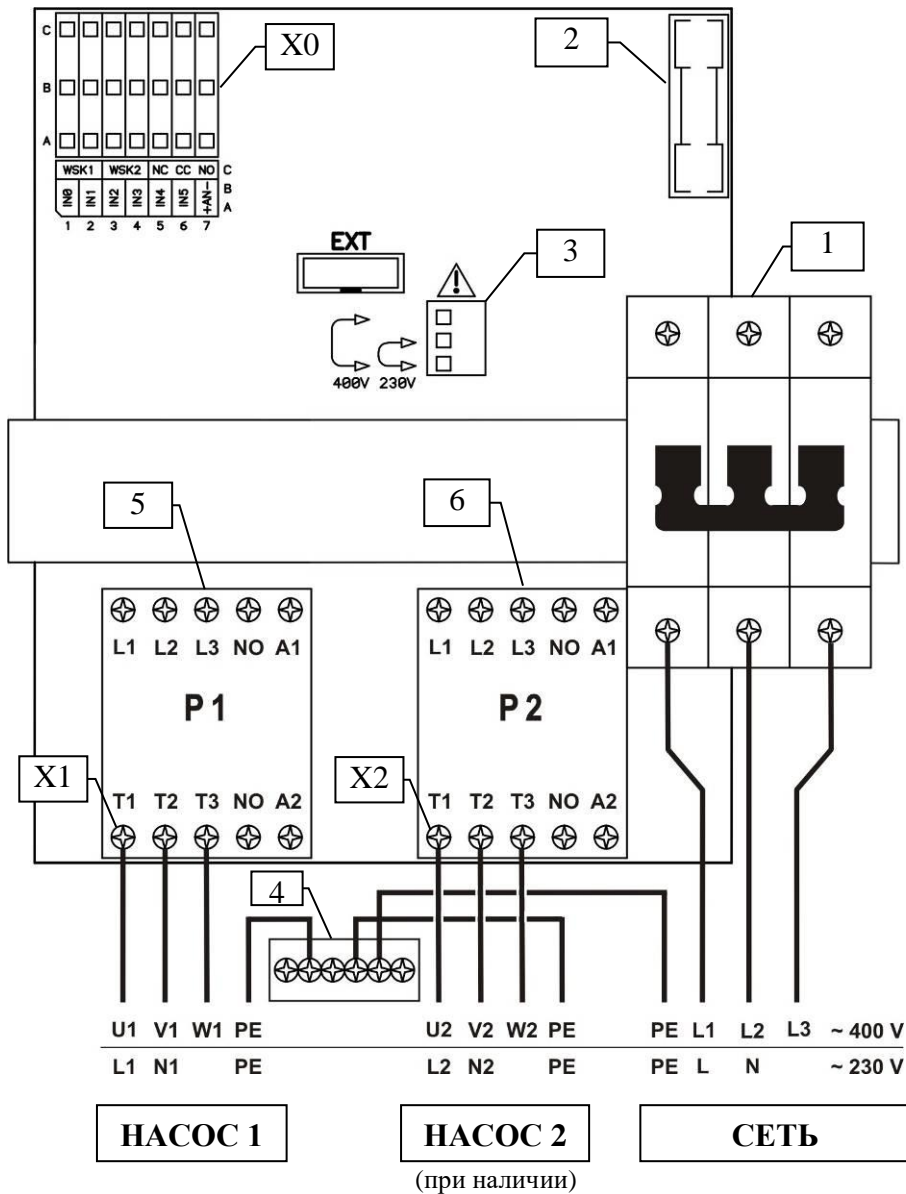 C
X0
2
B
A
WSK1 WSK2 NC CC NO C
IN0 IN1 IN2 IN3 IN4 IN5 +AN- B
A
1 2 3 4 5 6 7
EXT
3
1
400V 230V
5
6
L1 L2 L3 NO A1
L1 L2 L3 NO A1
P1
P2
X1
X2
T1 T2 T3 NO A2
T1 T2 T3 NO A2
4
U1 V1 W1 PE U2 V2 W2 PE PE L1 L2 L3 ~ 400 V
L1 N1 PE L2 N2 PE PE L N ~ 230 V
НАСОС 1
НАСОС 2
СЕТЬ
(при наличии)